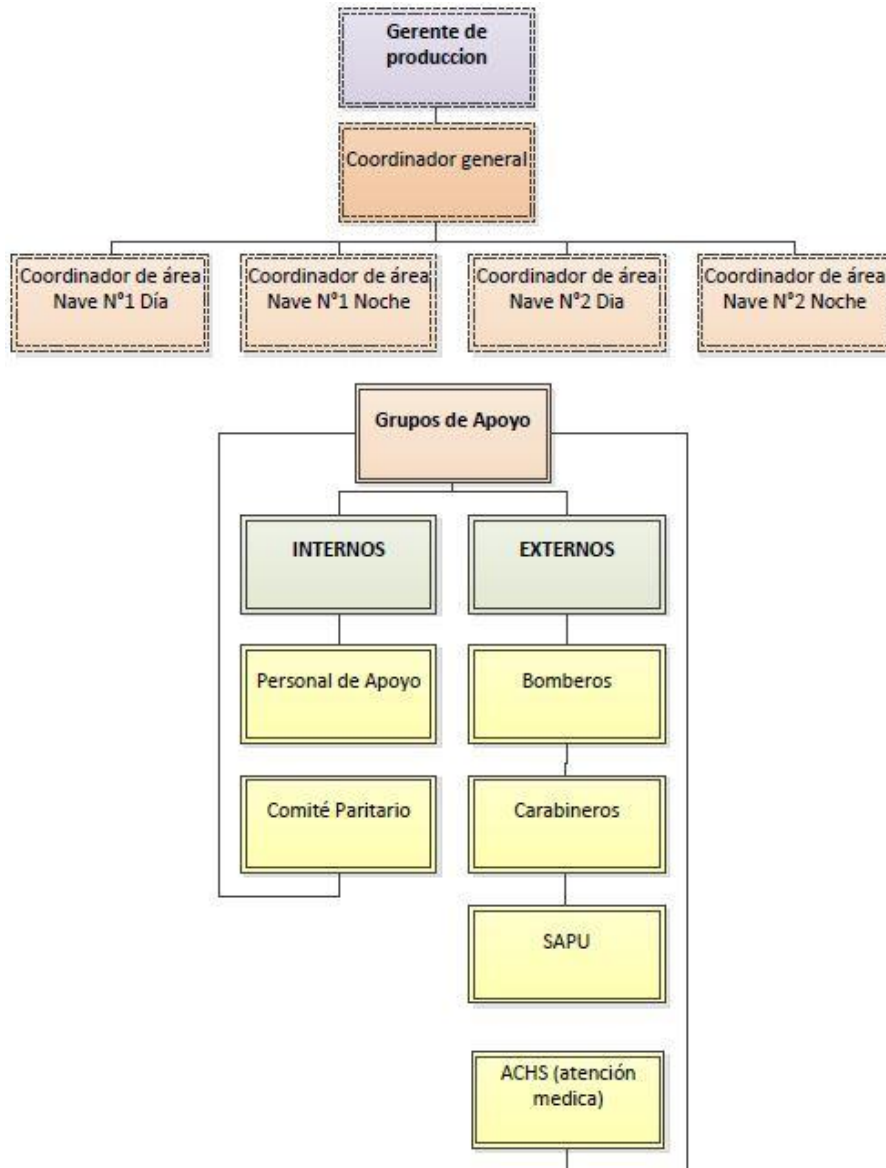 Gerente de
produccion
Coordinador general
Coordinador de área
Nave N°1 Día
Coordinador de área
Nave N°1 Noche
Coordinador de área
Nave N°2 Dia
Coordinador de área
Nave N°2 Noche
Grupos de Apoyo
INTERNOS
EXTERNOS
Personal de Apoyo
Bomberos
Comité Paritario
Carabineros
SAPU
ACHS (atención
medica)